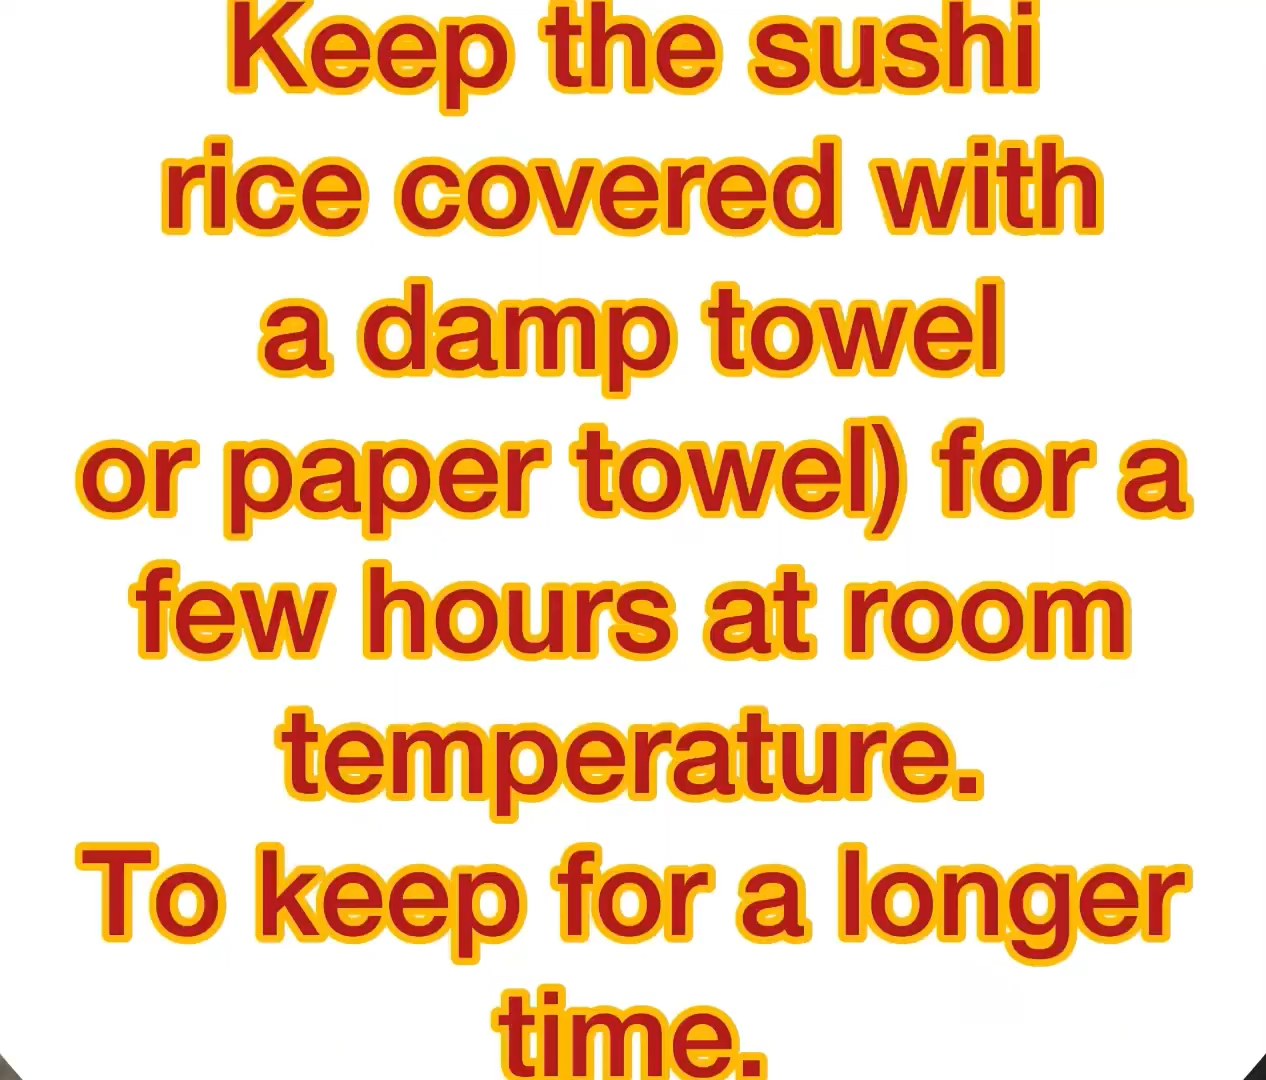 Keep the sushi
rice covered with
a damp towel
or paper towel) for a
few hours at room
temperature.
To keep for a longer
time.